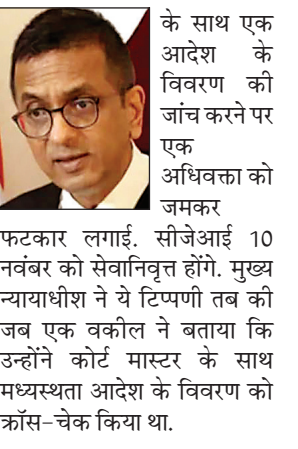 के साथ एक
आदेश के
विवरण की
जांच करने पर
एक
अधिवक्ता को
जमकर
फटकार लगाई. सीजेआई 10
नवंबर को सेवानिवृत्त होंगे. मुख्य
न्यायाधीश ने ये टिप्पणी तब की
जब एक वकील ने बताया कि
उन्होंने कोर्ट मास्टर के साथ
मध्यस्थता आदेश के विवरण को
क्रॉस-चेक किया था.